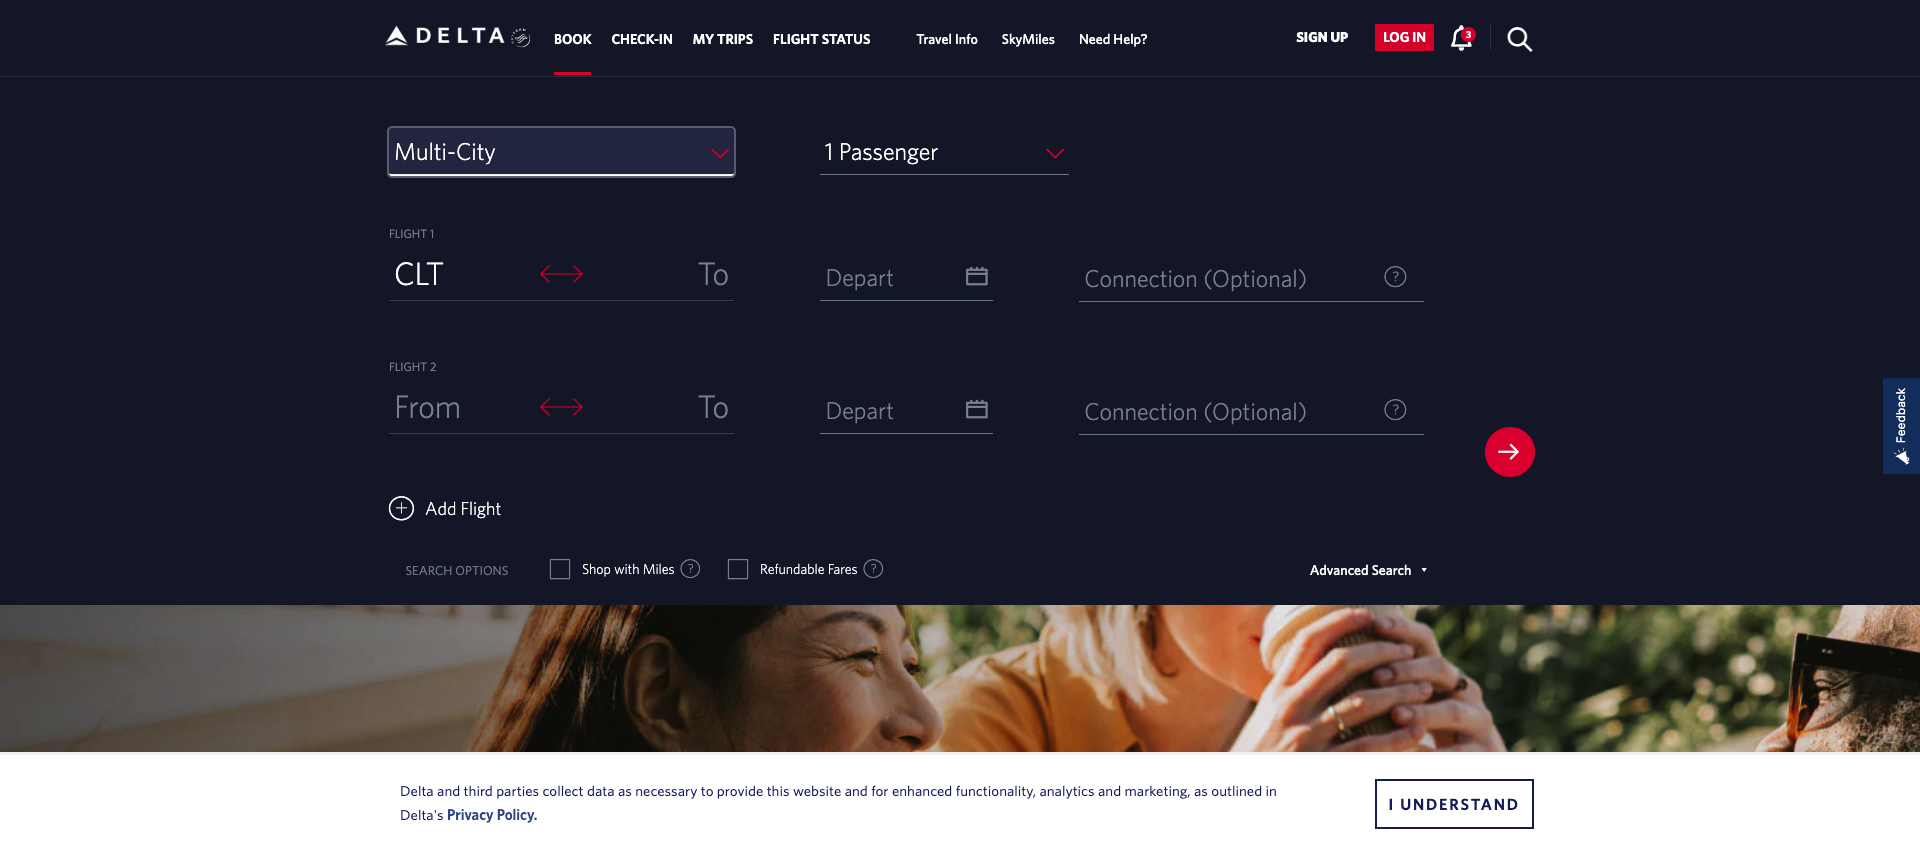 DELTA
BOOK CHECK-IN MY TRIPS FLIGHT STATUS Travel Info SkyMiles Need Help? SIGN UP LOG IN 3
Multi-City 1 Passenger
FLIGHT 1
CLT To Depart Connection (Optional) ?
FLIGHT 2
From To Depart Connection (Optional) ?
Feedback
Add Flight
SEARCH OPTIONS Shop with Miles ? Refundable Fares ? Advanced Search
Delta and third parties collect data as necessary to provide this website and for enhanced functionality, analytics and marketing, as outlined in
Delta's Privacy Policy.
I UNDERSTAND